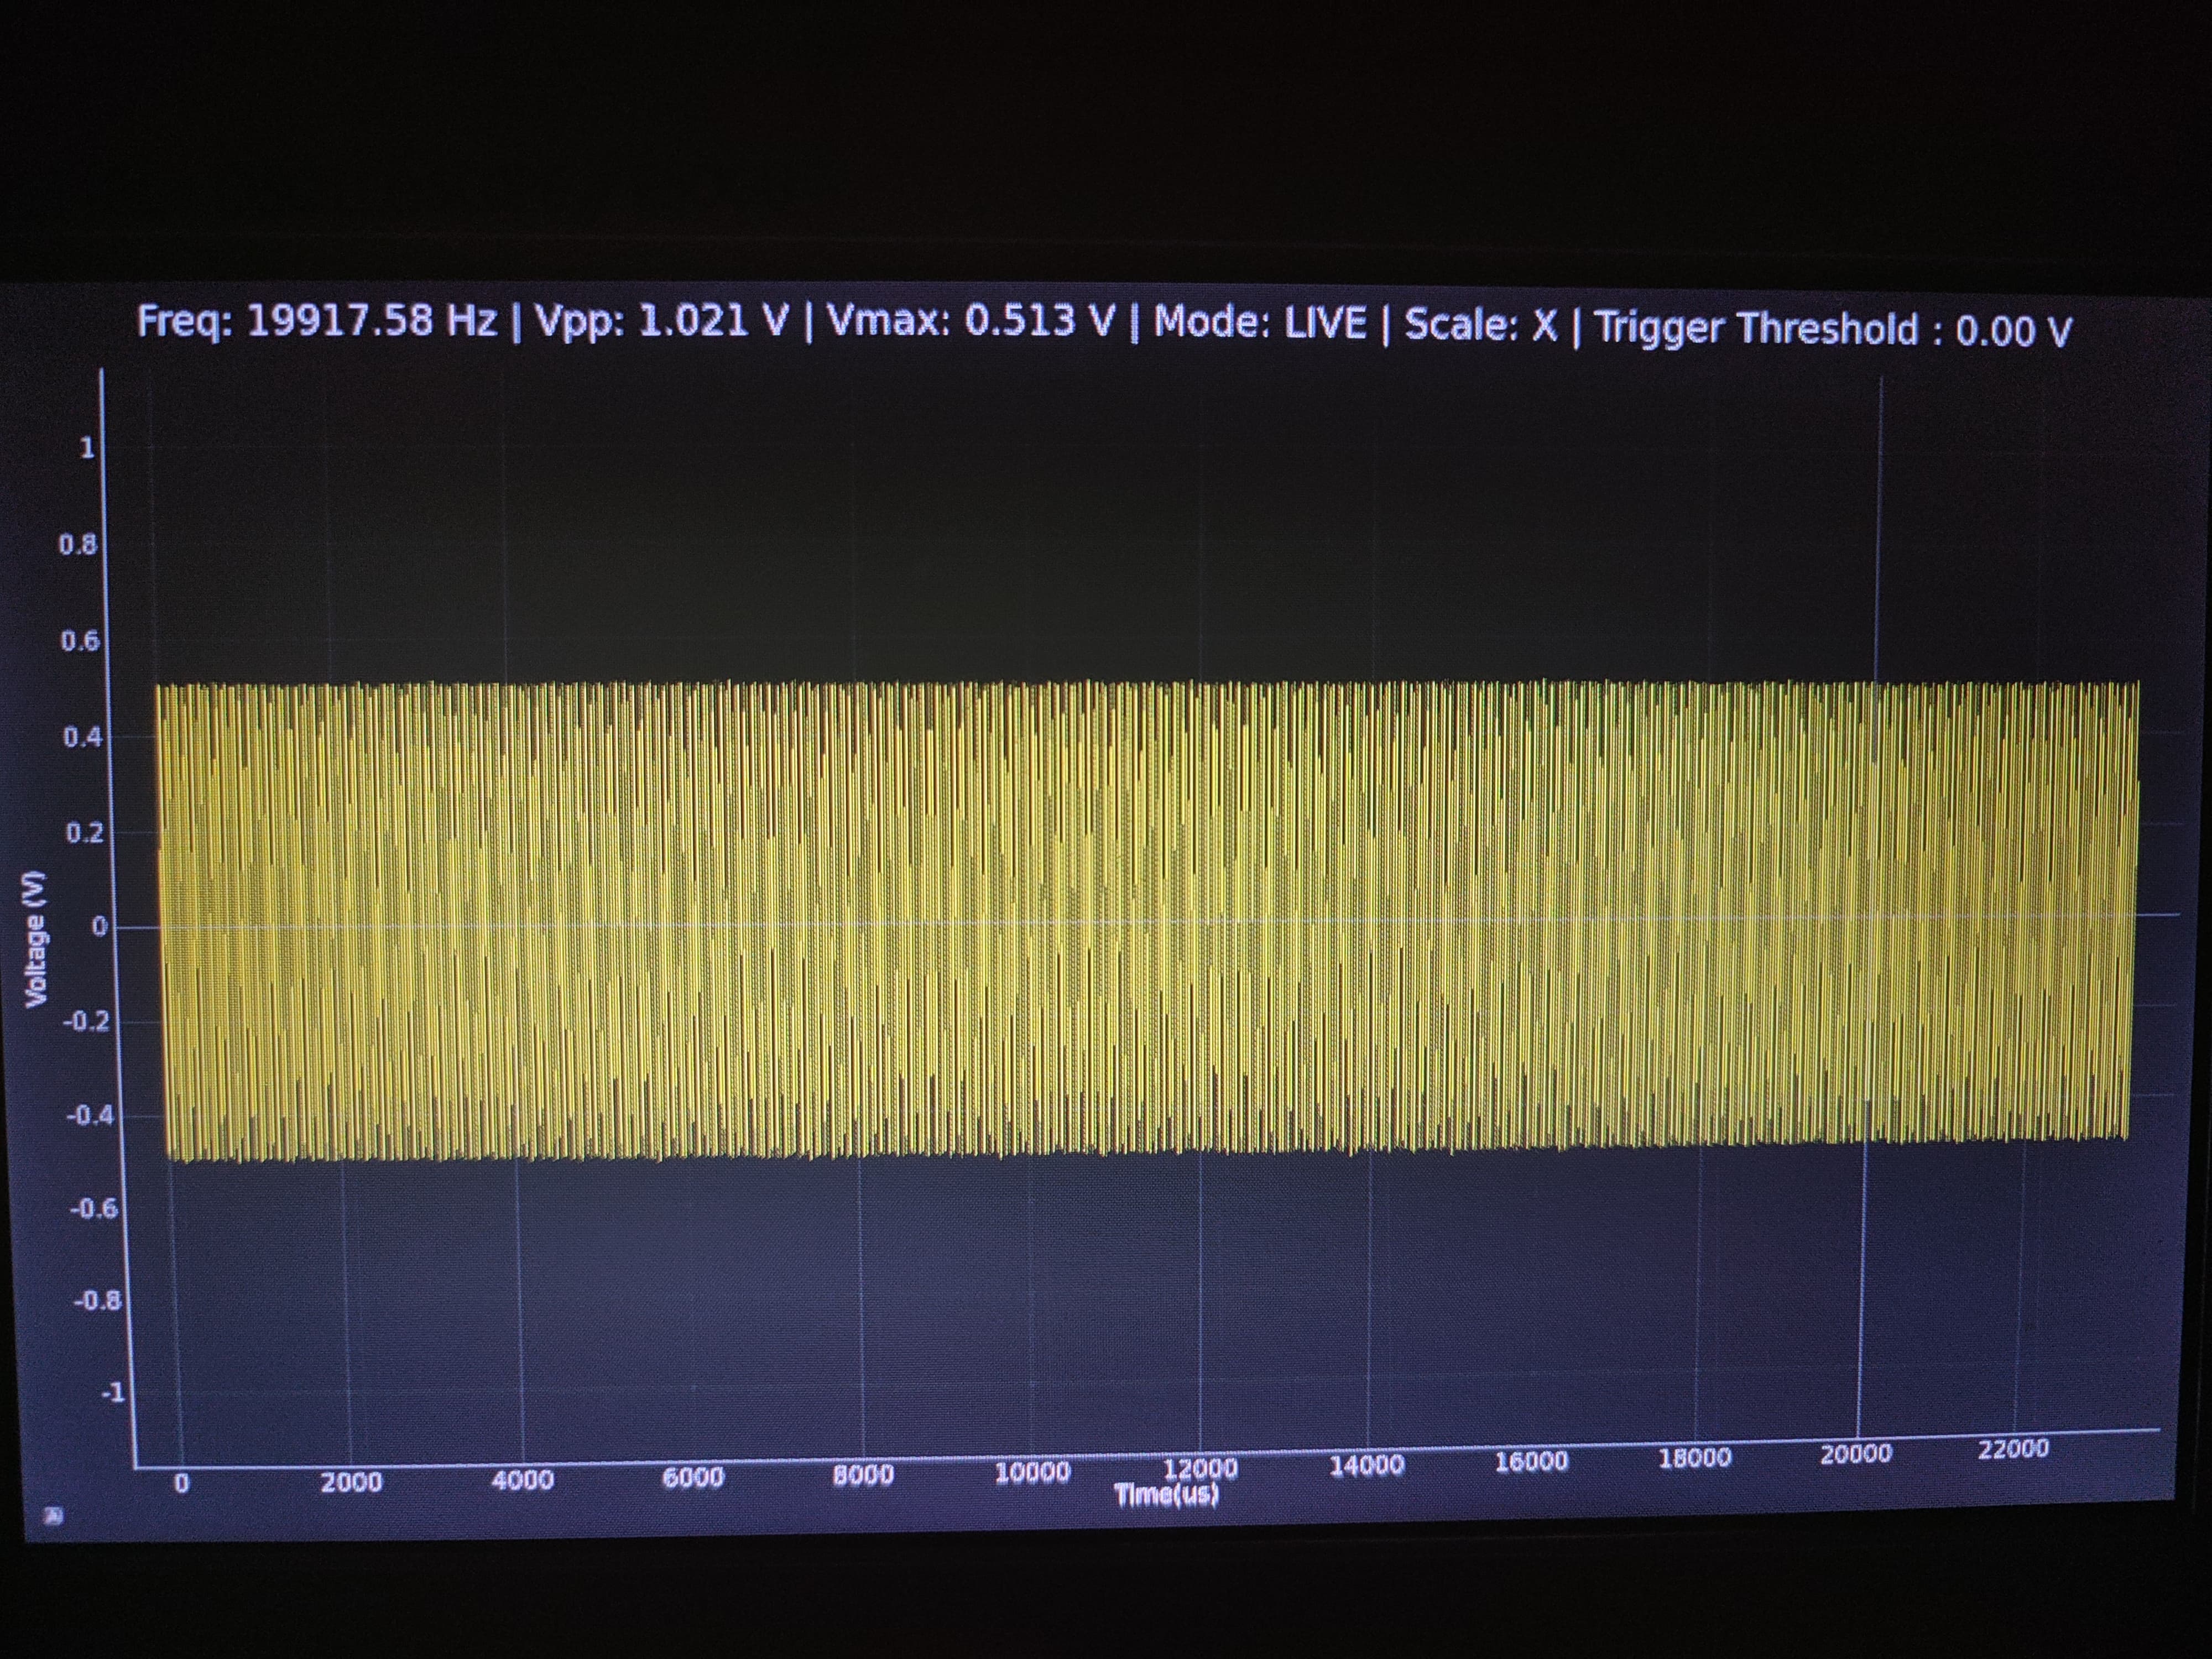 Freq: 19917.58 Hz | Vpp: 1.021 V | Vmax: 0.513 V | Mode: LIVE | Scale: X | Trigger Threshold : 0.00 V
1
0.8
0.6
0.4
0.2
0
-0.2
-0.4
-0.6
-0.8
-1
Voltage (V)
0 2000 4000 6000 8000 10000 12000 14000 16000 18000 20000 22000
Time(us)